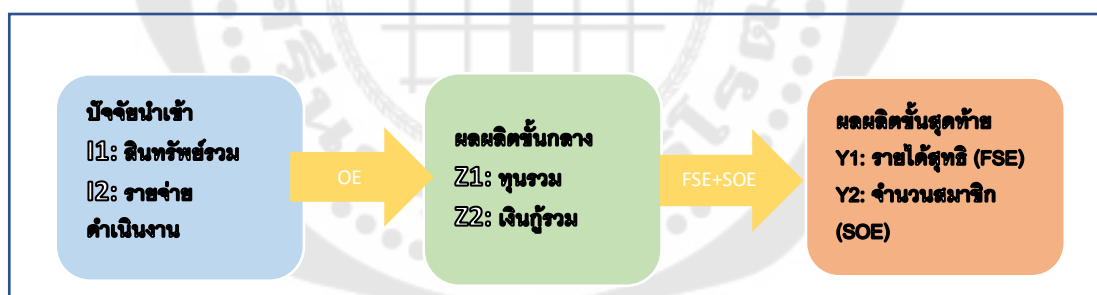 ปัจจัยนำเข้า
I1: สินทรัพย์รวม
I2: รายจ่าย
ดำเนินงาน
OE
ผลผลิตขั้นกลาง
Z1: ทุนรวม
Z2: เงินกู้รวม
FSE+SOE
ผลผลิตขั้นสุดท้าย
Y1: รายได้สุทธิ (FSE)
Y2: จำนวนสมาชิก
(SOE)